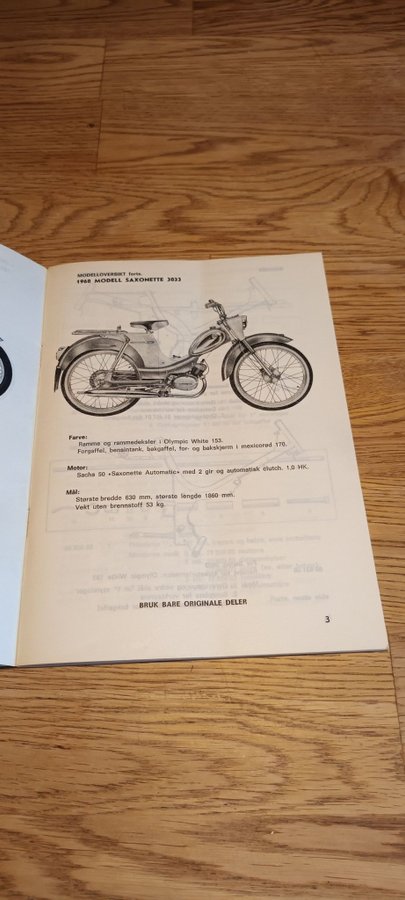 MODELLOVERSIKT forts.
1968 MODELL SAXONETTE 3033
Farve:
Ramme og rammedeksler i Olympic White 153.
Forgaffel, bensintank, bakgaffel, for- og bakskjerm i mexicorød 170.
Motor:
Sachs 50 «Saxonette Automatic» med 2 gir og automatisk clutch. 1,0 HK.
Mål:
Største bredde 630 mm, største lengde 1860 mm.
Vekt uten brennstoff 53 kg.
BRUK BARE ORIGINALE DELER
3